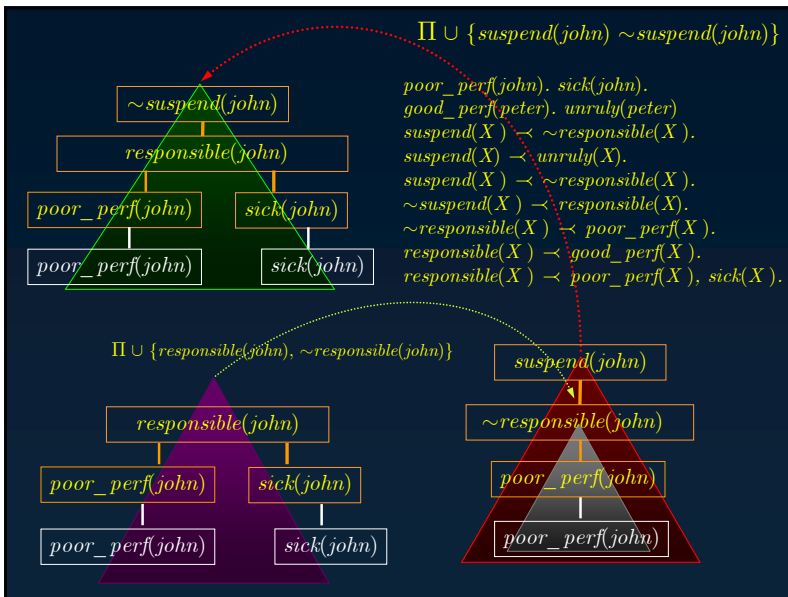 Π ∪ {suspend(john) ~suspend(john)}
~suspend(john)
responsible(john)
poor_perf(john) sick(john)
poor_perf(john) sick(john)
poor_perf(john). sick(john).
good_perf(peter). unruly(peter)
suspend(X) ⤙ ~responsible(X).
suspend(X) ⤙ unruly(X).
suspend(X) ⤙ ~responsible(X).
~suspend(X) ⤙ responsible(X).
~responsible(X) ⤙ poor_perf(X).
responsible(X) ⤙ good_perf(X).
responsible(X) ⤙ poor_perf(X), sick(X).
Π ∪ {responsible(john), ~responsible(john)}
responsible(john)
poor_perf(john) sick(john)
poor_perf(john) sick(john)
suspend(john)
~responsible(john)
poor_perf(john)
poor_perf(john)